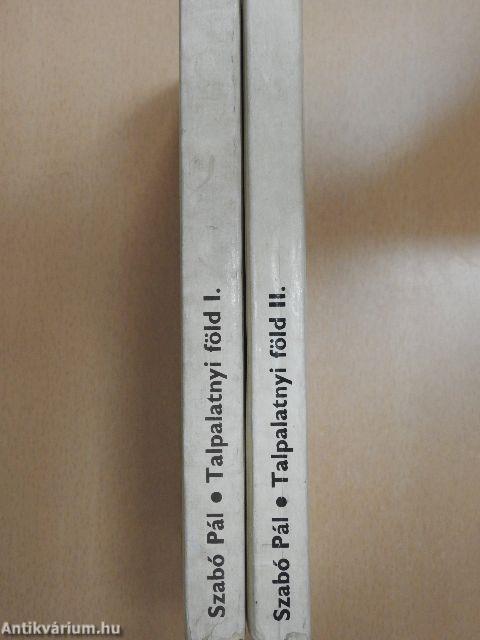 Szabó Pál • Talpalatnyi föld I.
Szabó Pál • Talpalatnyi föld II.
Antikvárium.hu